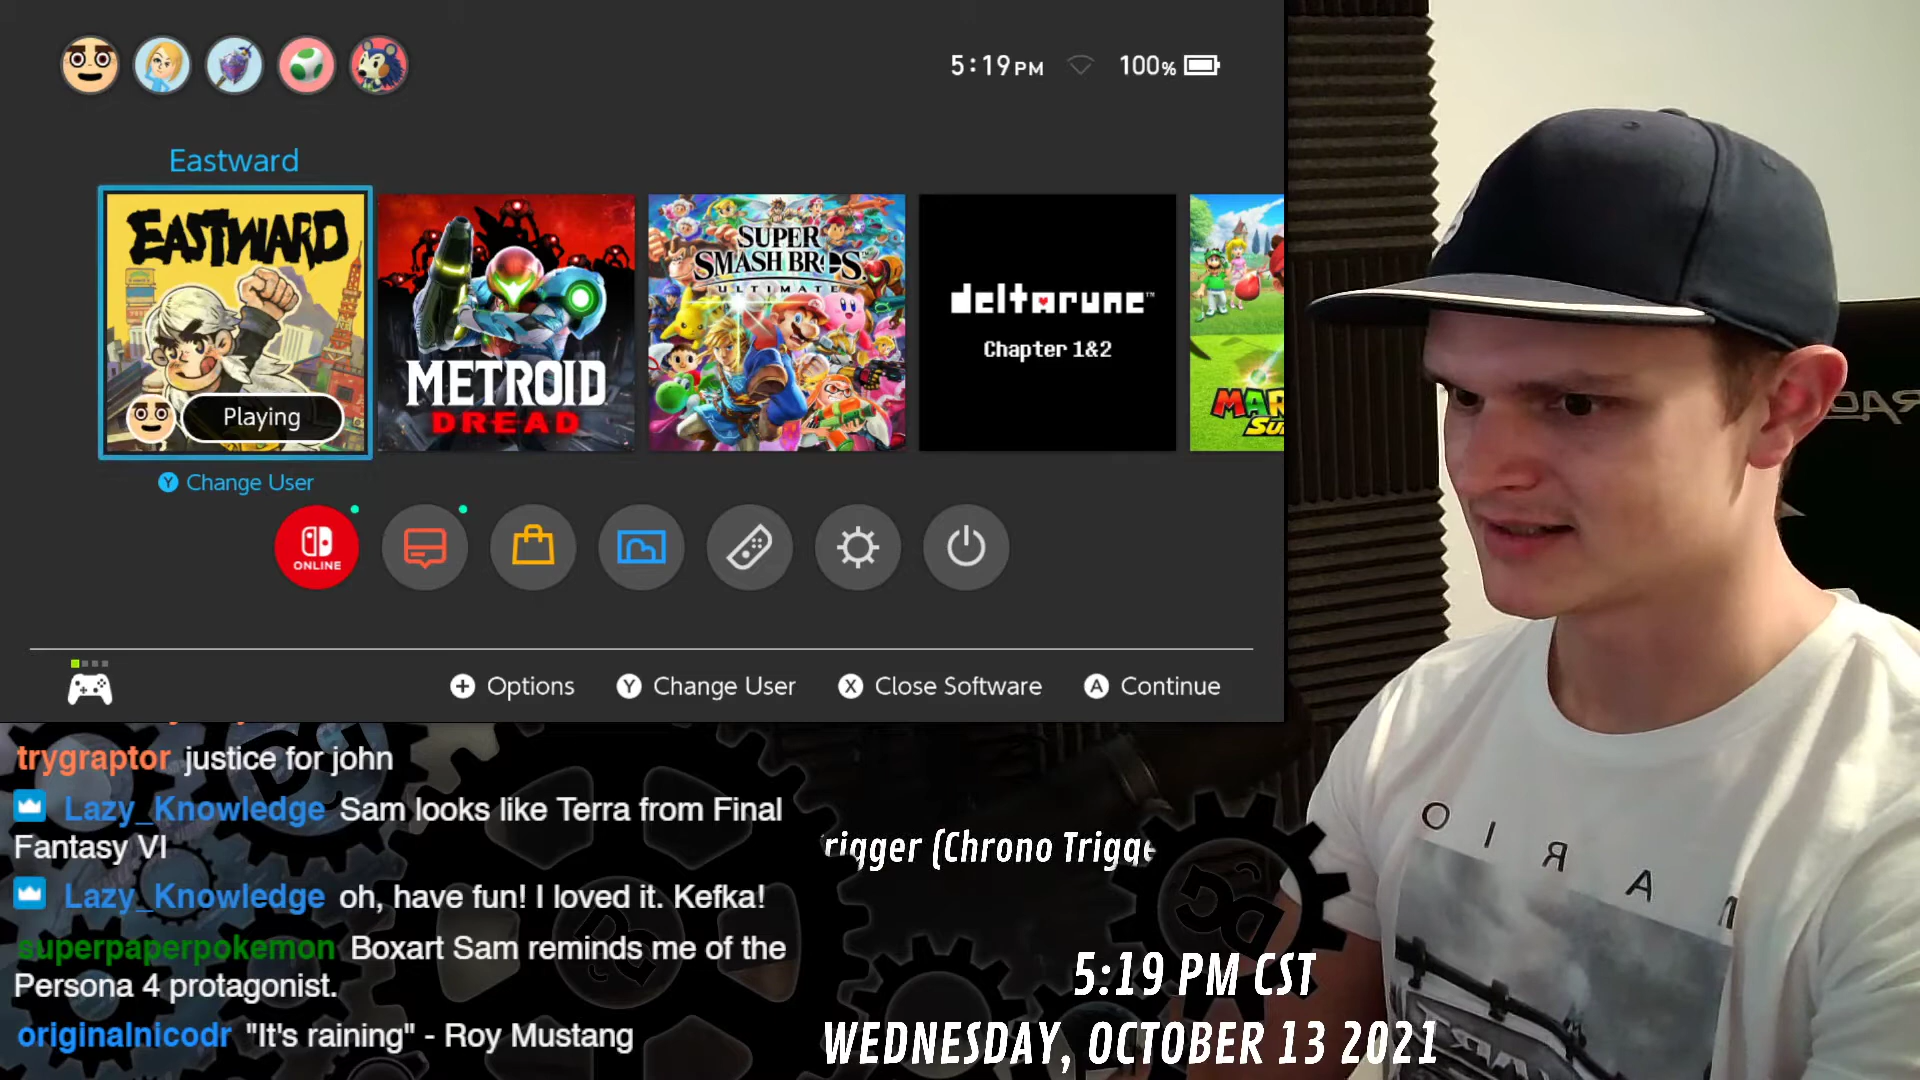 5:19 PM
100%
Eastward
EASTWARD
Playing
METROID
DREAD
SUPER
SMASH BROS.™
ULTIMATE
deltarune™
Chapter 1&2
Change User
ONLINE
Options
Y Change User
X Close Software
A Continue
trygraptor justice for john
Lazy_Knowledge Sam looks like Terra from Final
Fantasy VI
Lazy_Knowledge oh, have fun! I loved it. Kefka!
superpaperpokemon Boxart Sam reminds me of the
Persona 4 protagonist.
originalnicodr "It's raining" - Roy Mustang
rigger (Chrono Trigge
5:19 PM CST
WEDNESDAY, OCTOBER 13 2021
MARIO